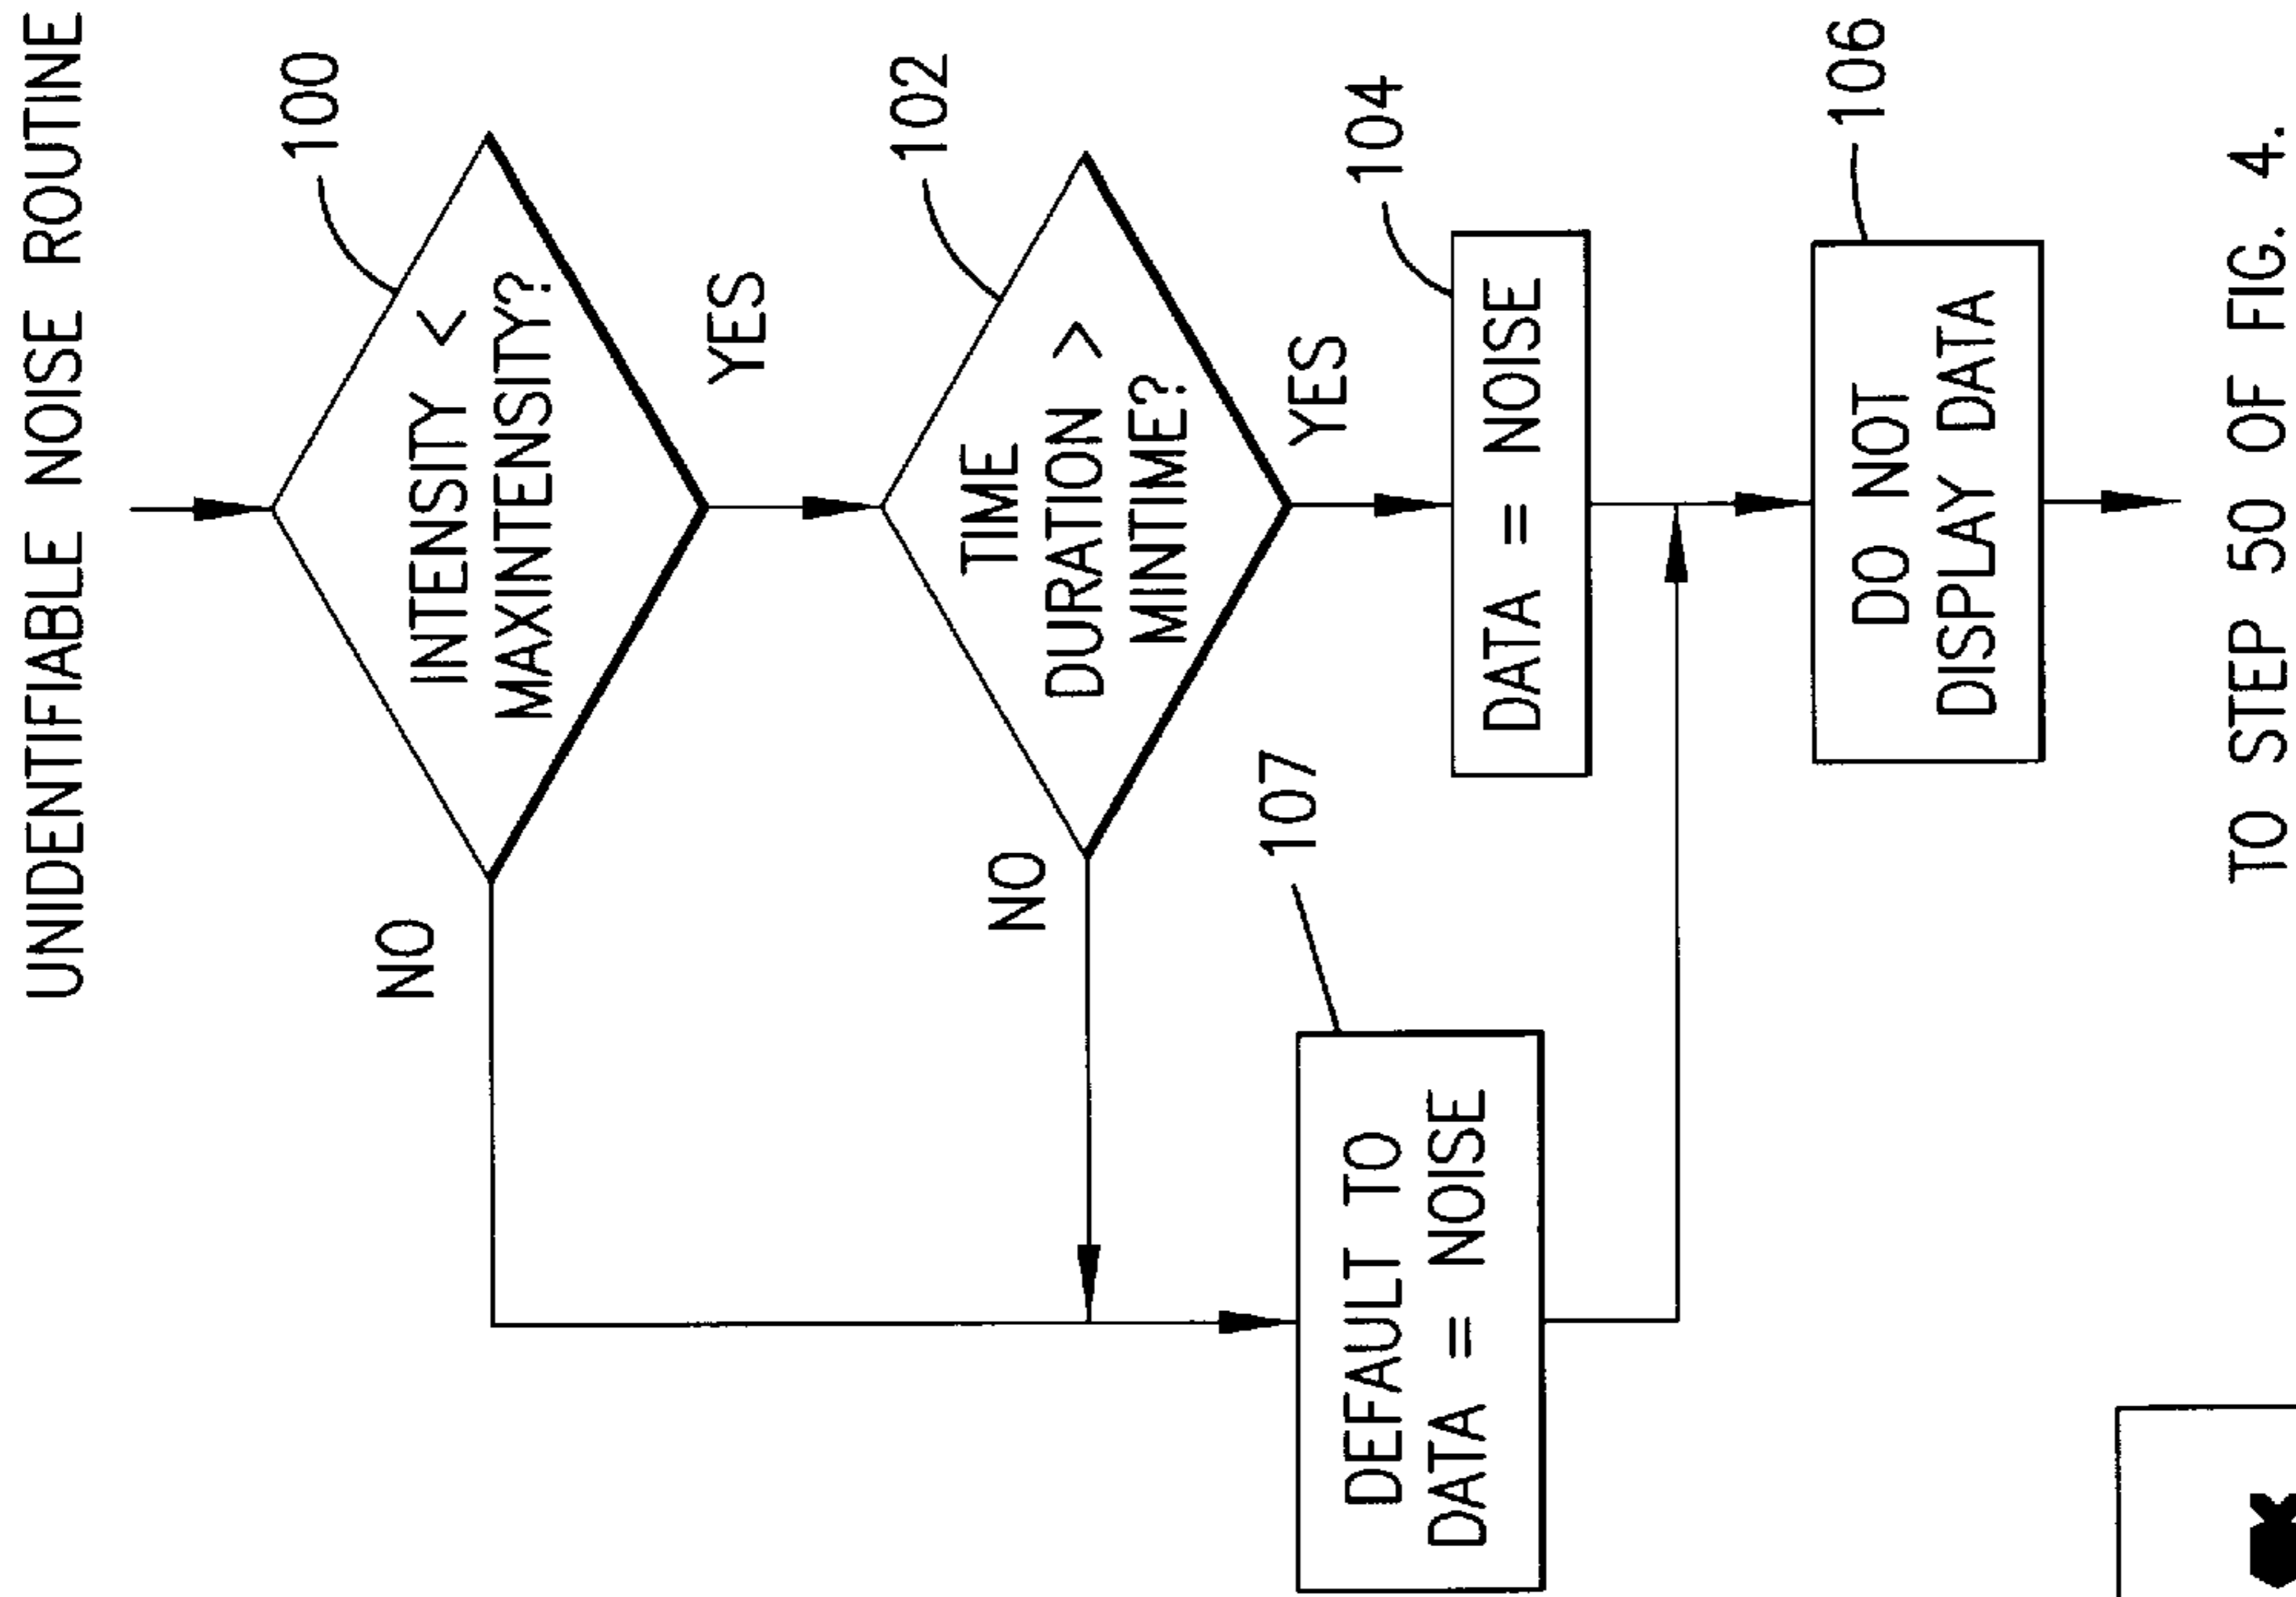 UNIDENTIFIABLE NOISE ROUTINE
100
INTENSITY <
MAXINTENSITY?
NO
YES
102
TIME
DURATION >
MINTIME?
NO
YES
107
104
DEFAULT TO
DATA = NOISE
DATA = NOISE
106
DO NOT
DISPLAY DATA
TO STEP 50 OF FIG. 4.